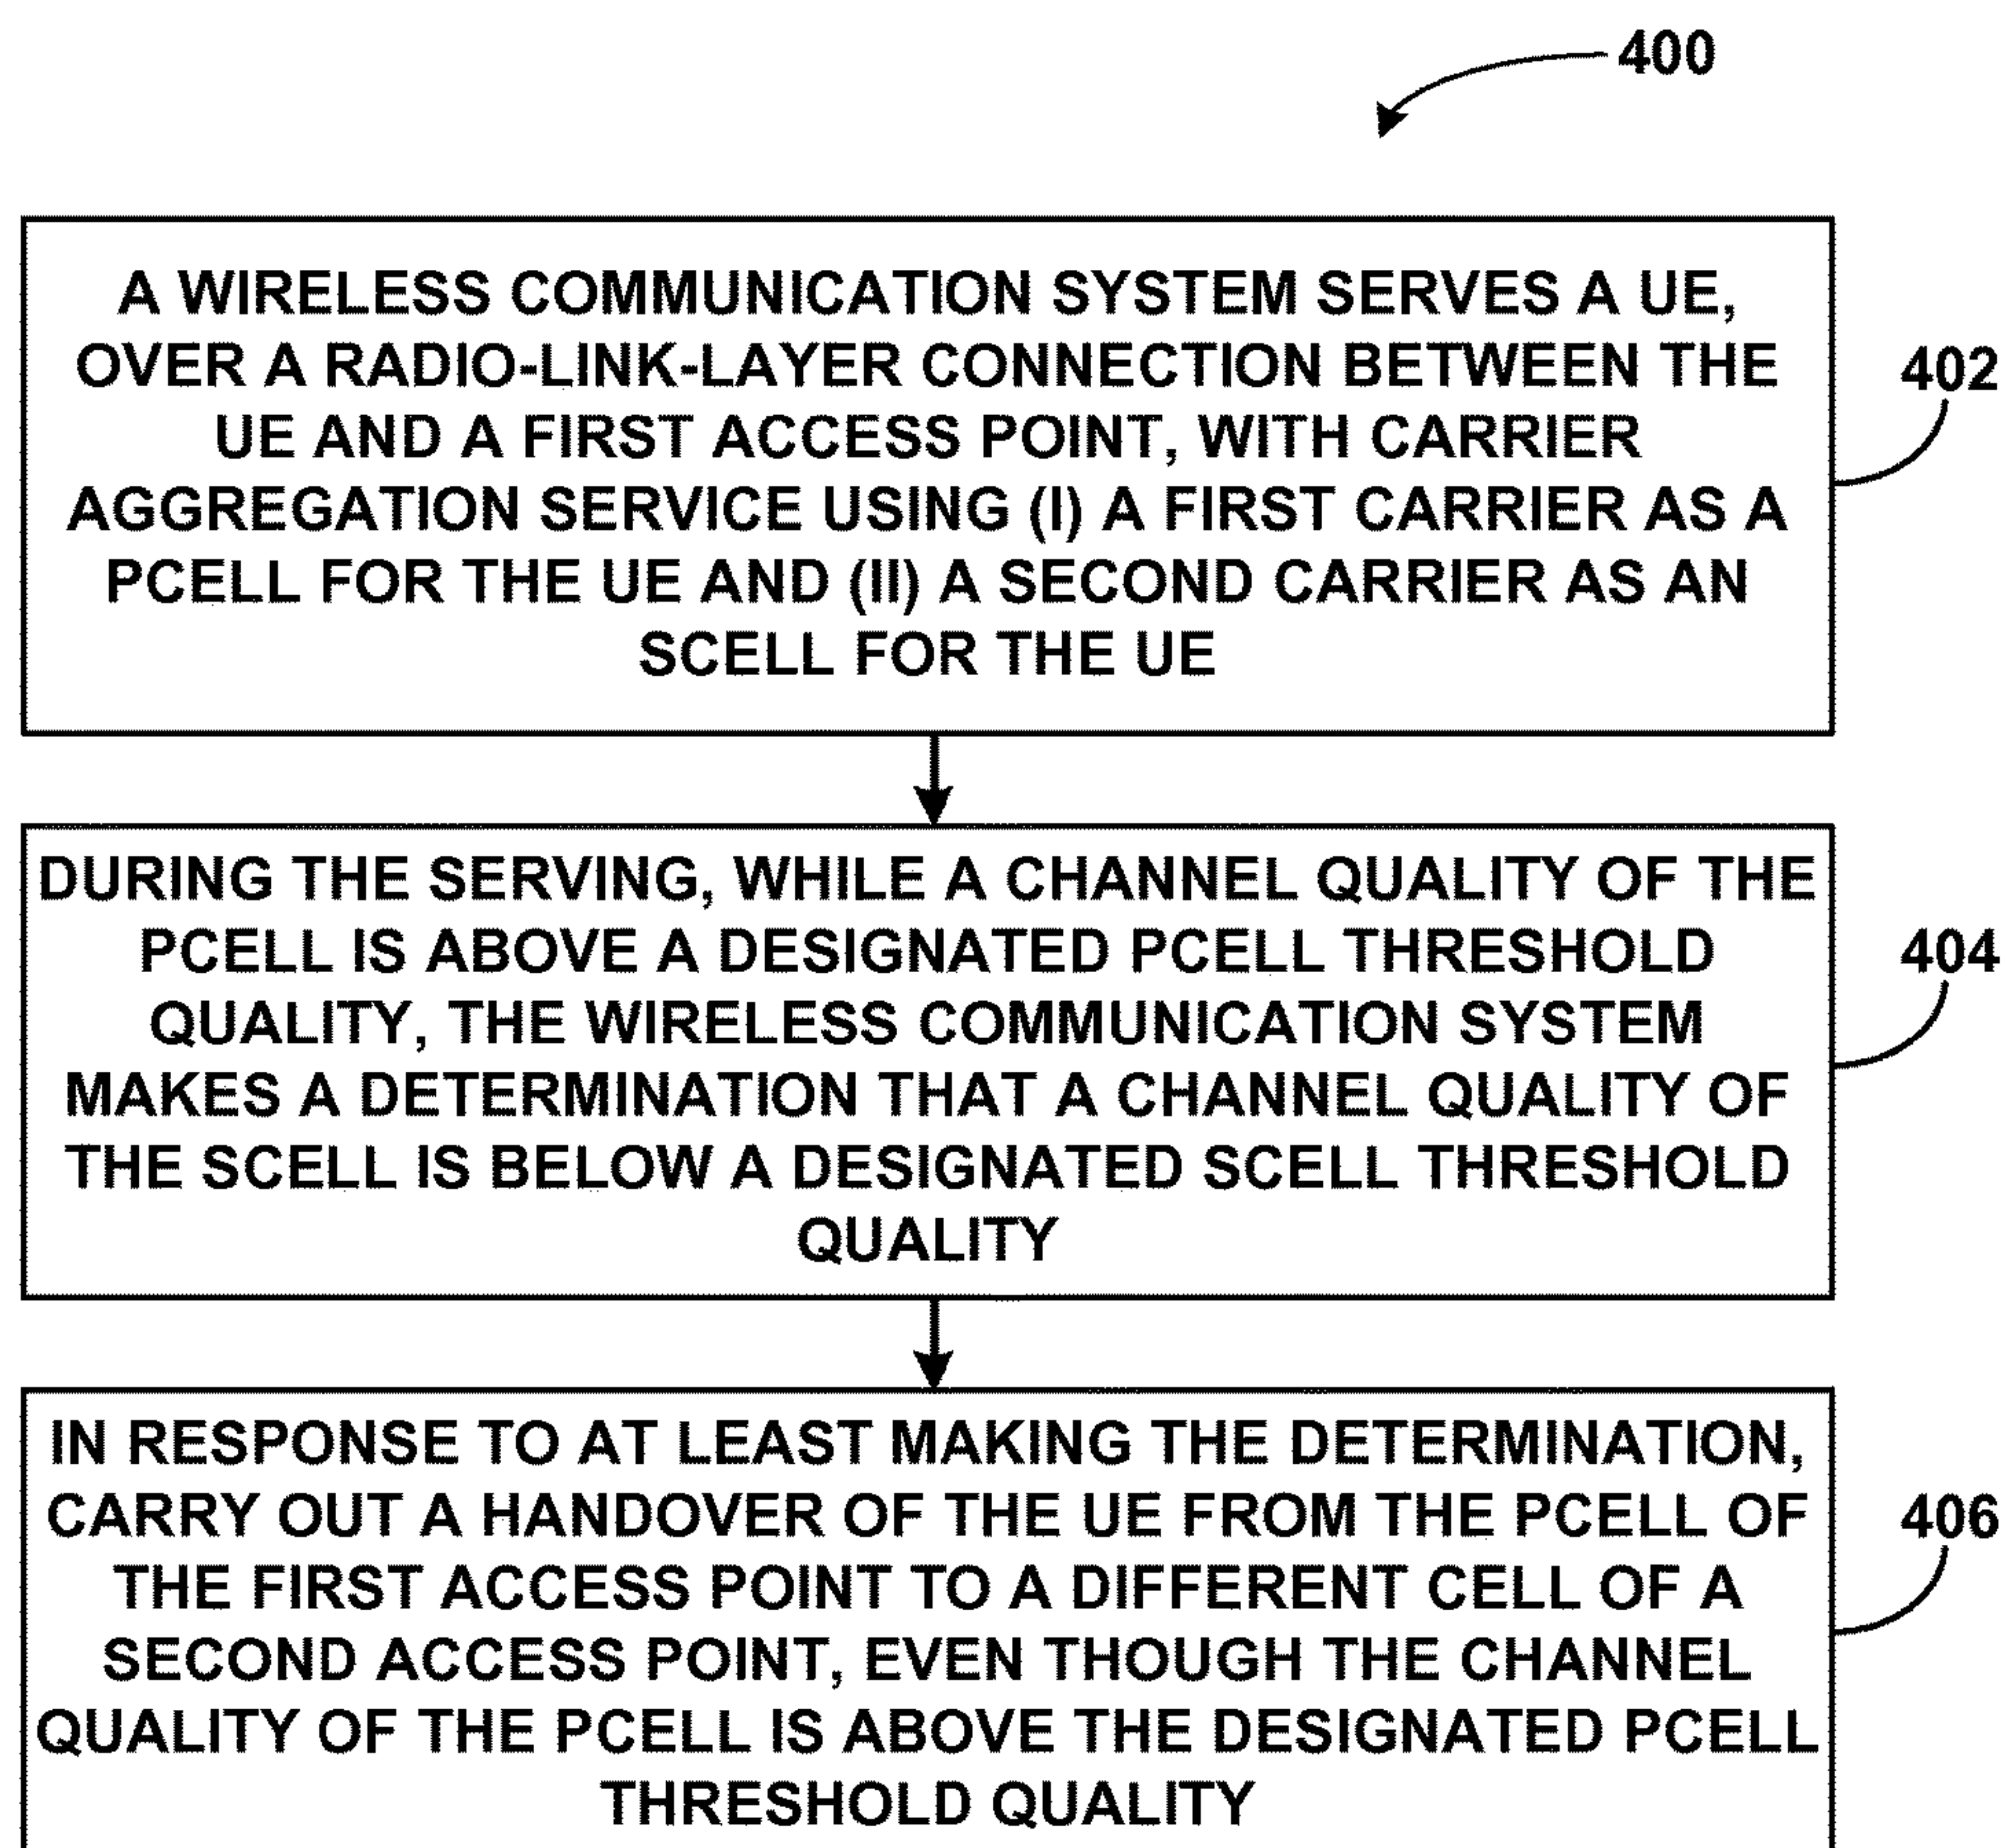 400
A WIRELESS COMMUNICATION SYSTEM SERVES A UE,
OVER A RADIO-LINK-LAYER CONNECTION BETWEEN THE
UE AND A FIRST ACCESS POINT, WITH CARRIER
AGGREGATION SERVICE USING (I) A FIRST CARRIER AS A
PCELL FOR THE UE AND (II) A SECOND CARRIER AS AN
SCELL FOR THE UE
402
DURING THE SERVING, WHILE A CHANNEL QUALITY OF THE
PCELL IS ABOVE A DESIGNATED PCELL THRESHOLD
QUALITY, THE WIRELESS COMMUNICATION SYSTEM
MAKES A DETERMINATION THAT A CHANNEL QUALITY OF
THE SCELL IS BELOW A DESIGNATED SCELL THRESHOLD
QUALITY
404
IN RESPONSE TO AT LEAST MAKING THE DETERMINATION,
CARRY OUT A HANDOVER OF THE UE FROM THE PCELL OF
THE FIRST ACCESS POINT TO A DIFFERENT CELL OF A
SECOND ACCESS POINT, EVEN THOUGH THE CHANNEL
QUALITY OF THE PCELL IS ABOVE THE DESIGNATED PCELL
THRESHOLD QUALITY
406